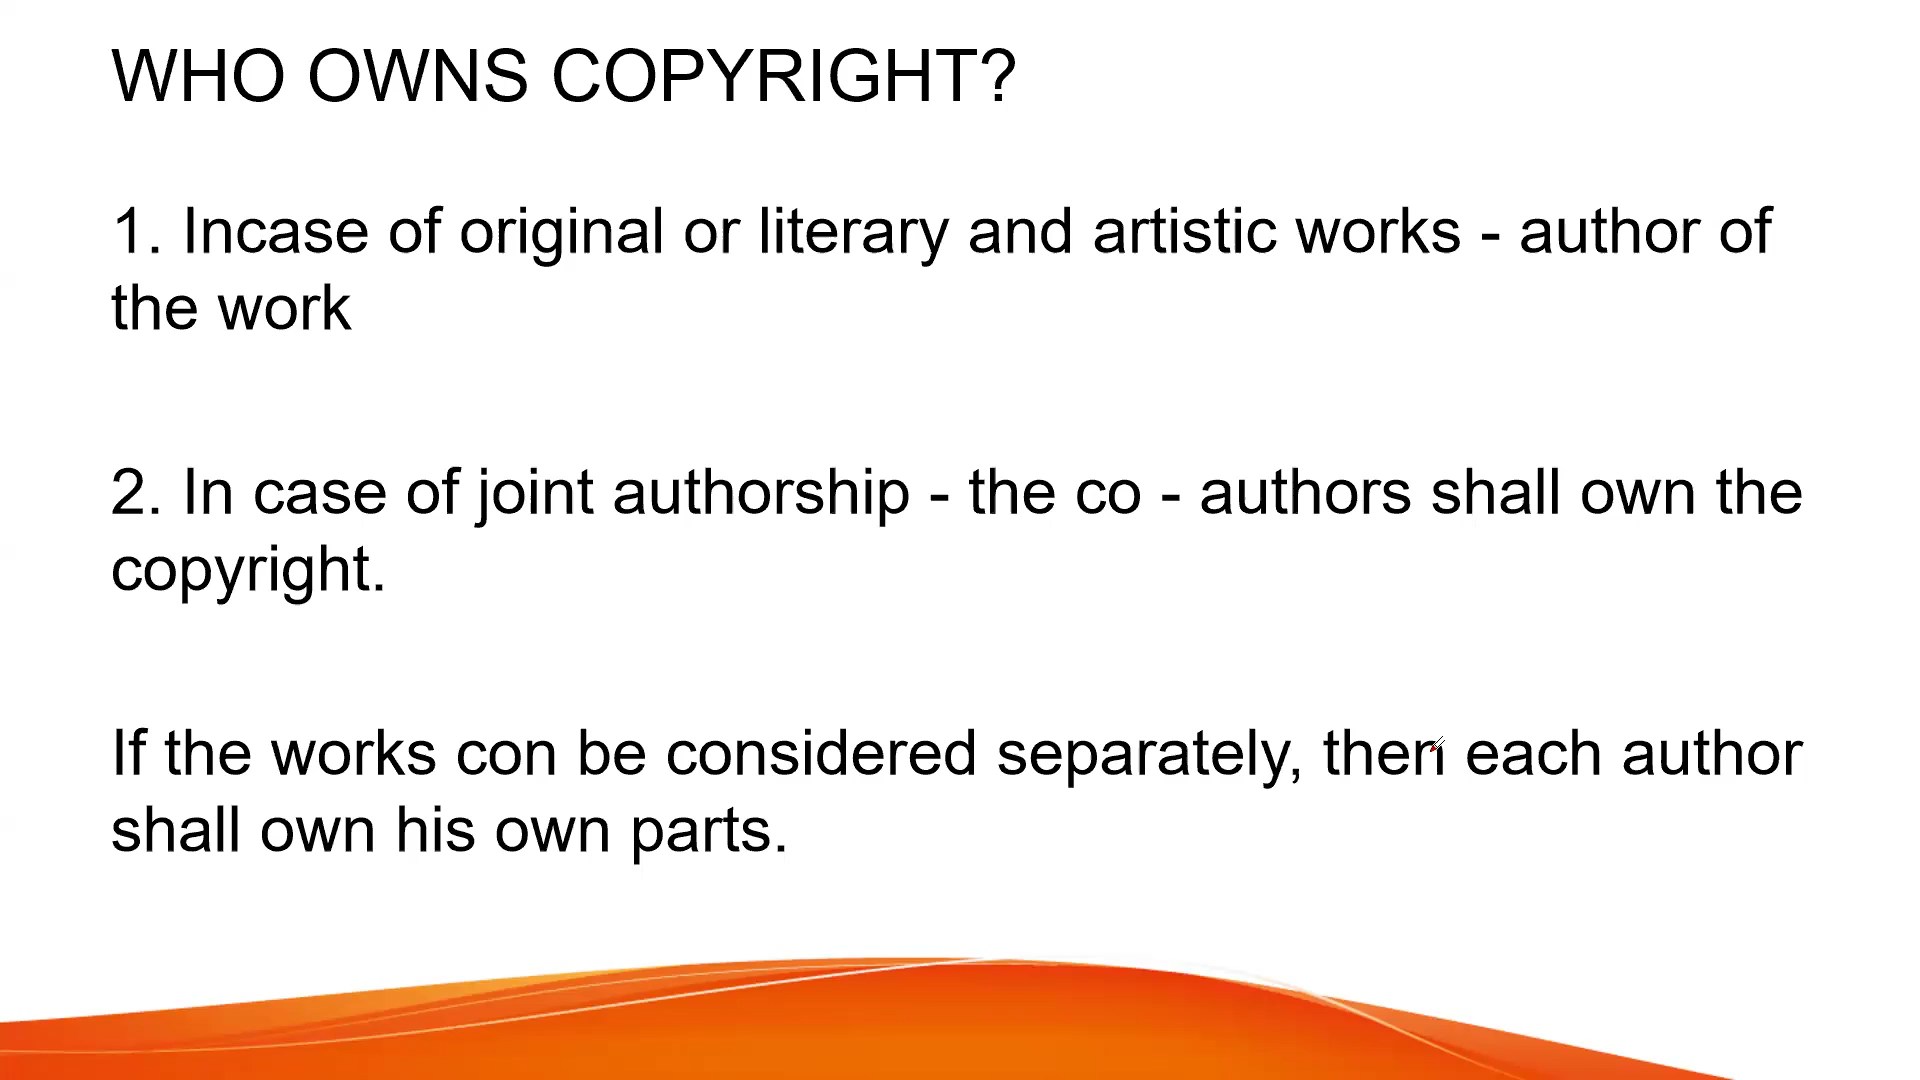 WHO OWNS COPYRIGHT?
1. Incase of original or literary and artistic works - author of
the work
2. In case of joint authorship - the co - authors shall own the
copyright.
If the works con be considered separately, then each author
shall own his own parts.